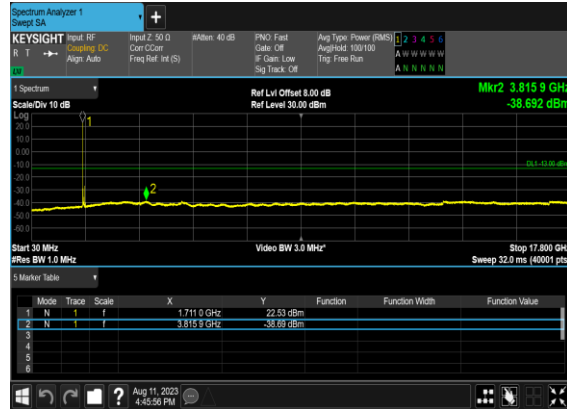 Spectrum Analyzer 1
Swept SA
+
KEYSIGHT Input: RF Input Z: 50 Ω #Atten: 40 dB PNO: Fast Avg Type: Power (RMS) 1 2 3 4 5 6
R T Coupling: DC Corr CCorr Gate: Off Avg|Hold: 100/100 A W W W W W
Align: Auto Freq Ref: Int (S) IF Gain: Low Trig: Free Run
Sig Track: Off A N N N N N
1 Spectrum Ref Lvl Offset 8.00 dB Mkr2 3.815 9 GHz
Scale/Div 10 dB Ref Level 30.00 dBm -38.692 dBm
Log
20.0
10.0
0.00
-10.0
-20.0
-30.0
-40.0
-50.0
-60.0
1
2
DL1 -13.00 dBm
Start 30 MHz Video BW 3.0 MHz* Stop 17.800 GHz
#Res BW 1.0 MHz Sweep 32.0 ms (40001 pts)
5 Marker Table
Mode Trace Scale X Y Function Function Width Function Value
1 N 1 f 1.711 0 GHz 22.53 dBm
2 N 1 f 3.815 9 GHz -38.69 dBm
3
4
5
6
? Aug 11, 2023
4:45:56 PM